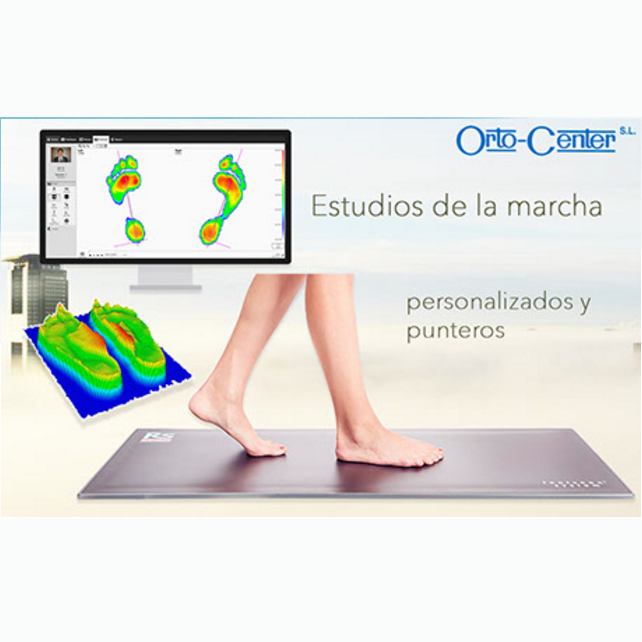 Orto-Center S.L.
Estudios de la marcha
personalizados y
punteros